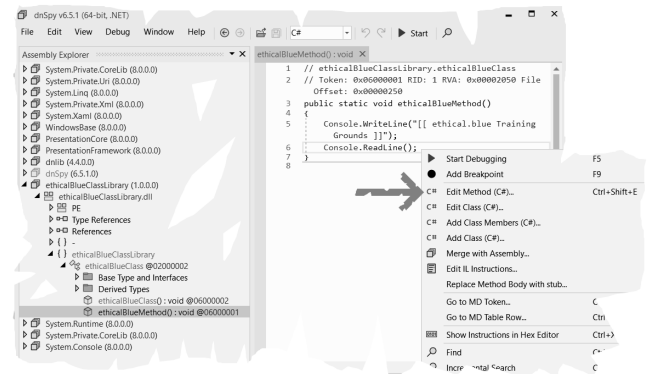 dnSpy v6.5.1 (64-bit, .NET)
File Edit View Debug Window Help C# Start
Assembly Explorer
System.Private.CoreLib (8.0.0.0)
System.Private.Uri (8.0.0.0)
System.Linq (8.0.0.0)
System.Private.Xml (8.0.0.0)
System.Xaml (8.0.0.0)
WindowsBase (8.0.0.0)
PresentationCore (8.0.0.0)
PresentationFramework (8.0.0.0)
dnlib (4.4.0.0)
dnSpy (6.5.1.0)
ethicalBlueClassLibrary (1.0.0.0)
ethicalBlueClassLibrary.dll
PE
Type References
References
{ } -
{ } ethicalBlueClassLibrary
ethicalBlueClass @02000002
Base Type and Interfaces
Derived Types
ethicalBlueClass() : void @06000002
ethicalBlueMethod() : void @06000001
System.Runtime (8.0.0.0)
System.Private.CoreLib (8.0.0.0)
System.Console (8.0.0.0)
ethicalBlueMethod() : void
1 // ethicalBlueClassLibrary.ethicalBlueClass
2 // Token: 0x06000001 RID: 1 RVA: 0x00002050 File
Offset: 0x00000250
3 public static void ethicalBlueMethod()
4 {
5 Console.WriteLine("[[ ethical.blue Training
Grounds ]]");
6 Console.ReadLine();
7 }
8
Start Debugging F5
Add Breakpoint F9
C# Edit Method (C#)... Ctrl+Shift+E
C# Edit Class (C#)...
C# Add Class Members (C#)...
C# Add Class (C#)...
Merge with Assembly...
Edit IL Instructions...
Replace Method Body with stub...
Go to MD Token...
Go to MD Table Row...
Show Instructions in Hex Editor
Find
Incremental Search